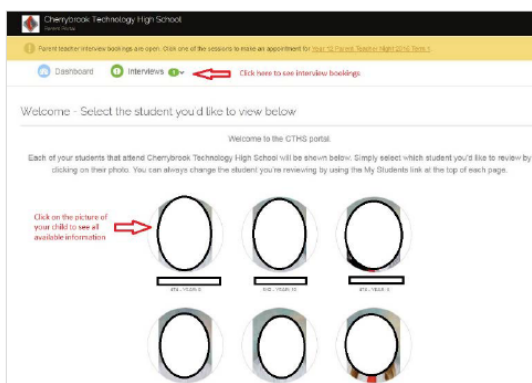 Cherrybrook Technology High School
Parent Portal
Parent teacher interview bookings are open. Click one of the sessions to make an appointment for Year 12 Parent Teacher Night 2016 Term 1.
Dashboard
Interviews
Click here to see interview bookings
Welcome - Select the student you'd like to view below
Welcome to the CTHS portal.
Each of your students that attend Cherrybrook Technology High School will be shown below. Simply select which student you'd like to review by
clicking on their photo. You can always change the student you're reviewing by using the My Students link at the top of each page.
Click on the picture of
your child to see all
available information